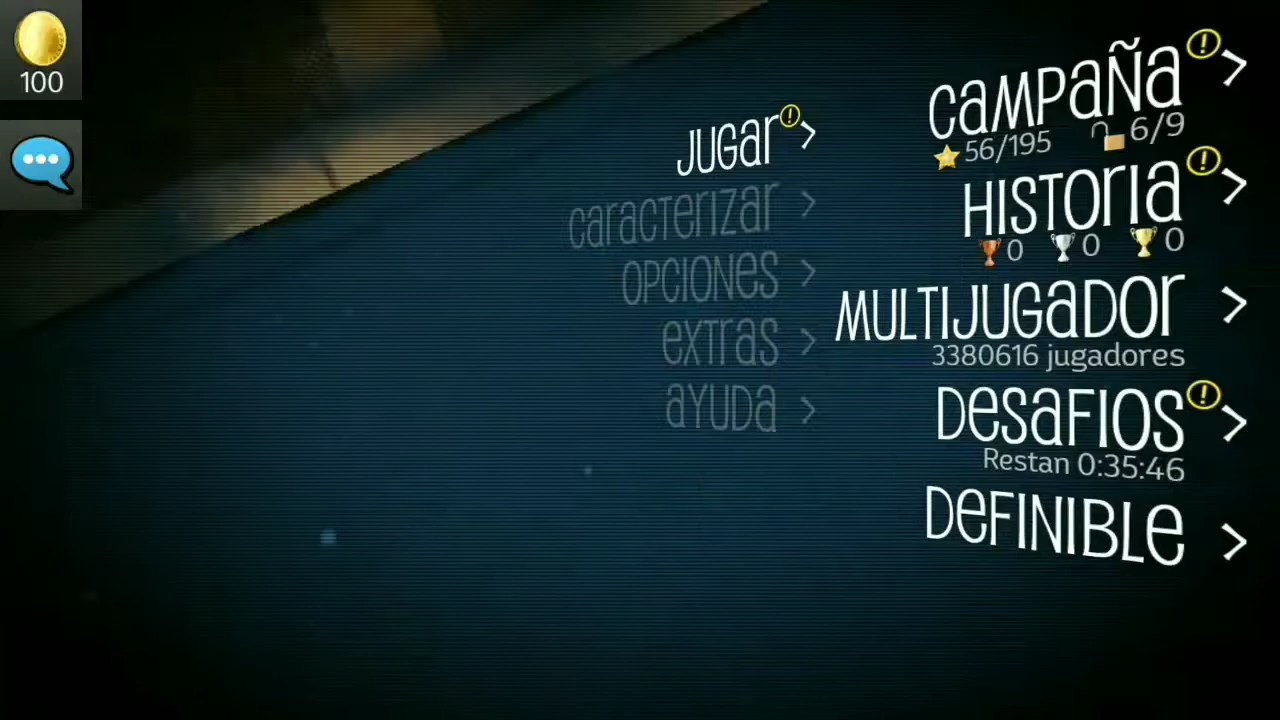 100
JUGar
caracterizar
OPCIONes
extras
aYUDa
camPaÑa
56/195
6/9
HISTOrIa
0
0
0
MULTIJUGaDOr
3380616 jugadores
DesaFIOS
Restan 0:35:46
DeFINIBLe